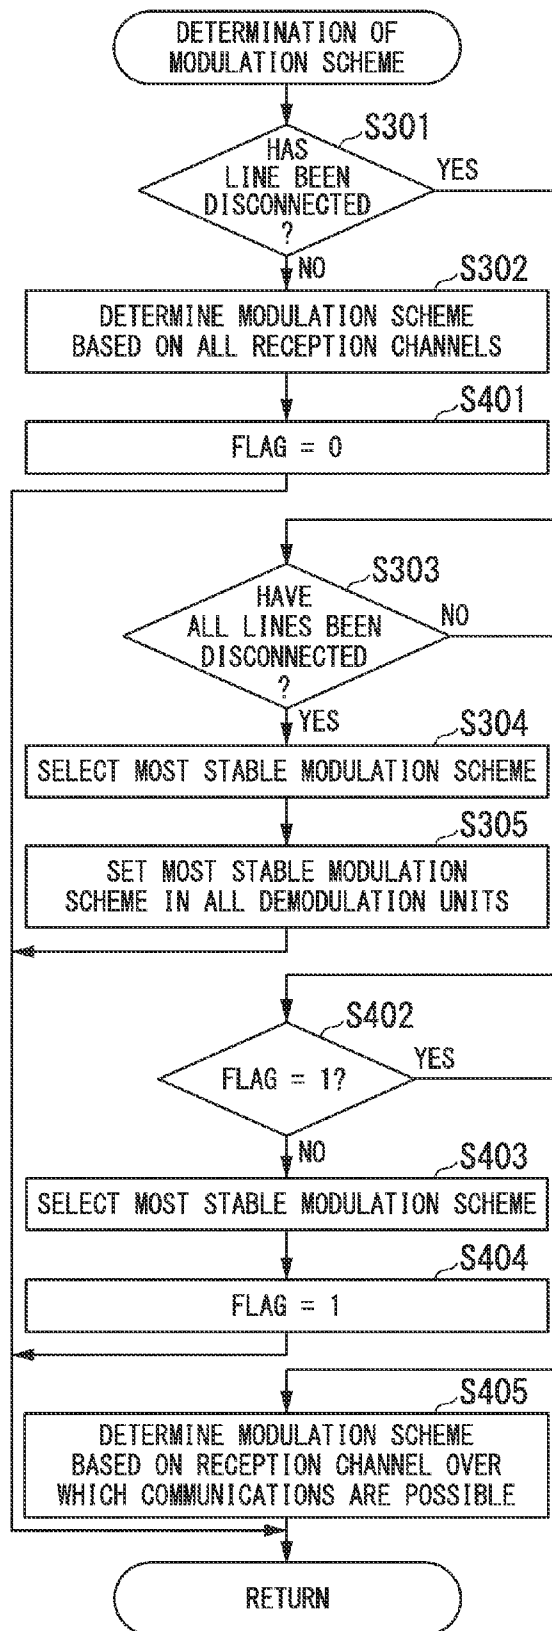 DETERMINATION OF
MODULATION SCHEME
S301
HAS
LINE BEEN
DISCONNECTED
?
YES
NO
S302
DETERMINE MODULATION SCHEME
BASED ON ALL RECEPTION CHANNELS
S401
FLAG = 0
S303
HAVE
ALL LINES BEEN
DISCONNECTED
?
NO
YES
S304
SELECT MOST STABLE MODULATION SCHEME
S305
SET MOST STABLE MODULATION
SCHEME IN ALL DEMODULATION UNITS
S402
FLAG = 1?
YES
NO
S403
SELECT MOST STABLE MODULATION SCHEME
S404
FLAG = 1
S405
DETERMINE MODULATION SCHEME
BASED ON RECEPTION CHANNEL OVER
WHICH COMMUNICATIONS ARE POSSIBLE
RETURN